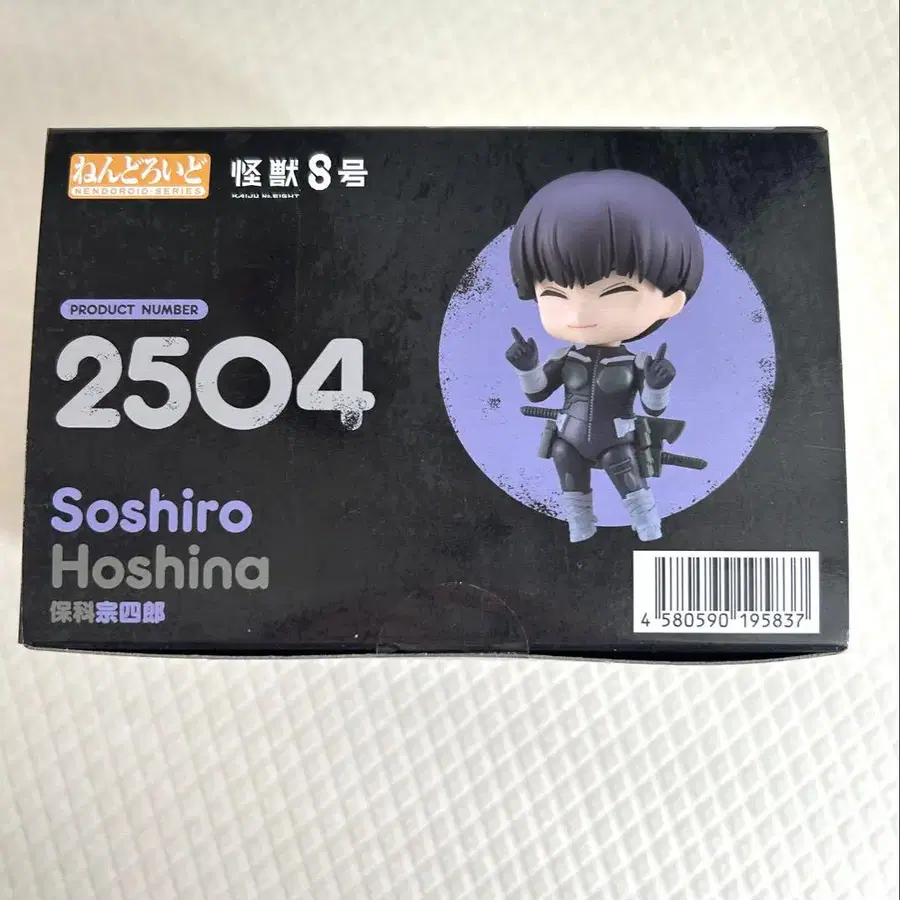 ねんどろいど
NENDOROID·SERIES
怪獣8号
KAIJU No.EIGHT
PRODUCT NUMBER
2504
Soshiro
Hoshina
保科宗四郎
4 580590 195837